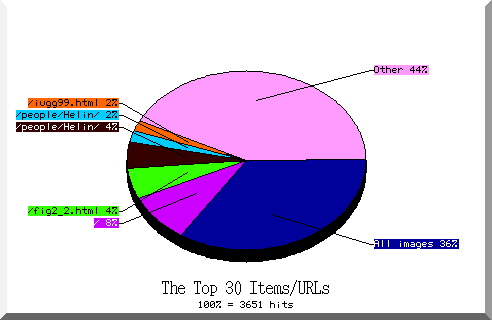 Other 44%
/iugg99.html 2%
/people/Helin/ 2%
/people/Helin/ 4%
/fig2_2.html 4%
/ 8%
All images 36%
The Top 30 Items/URLs
100% = 3651 hits